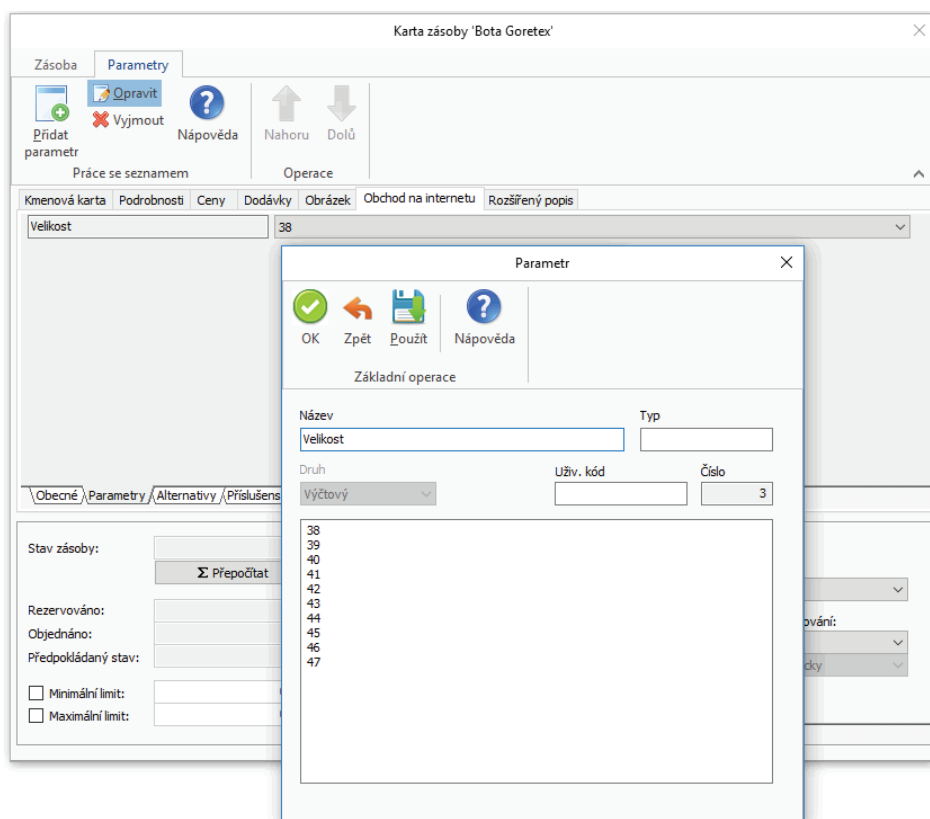 Karta zásoby 'Bota Goretex'
Zásoba Parametry
Přidat parametr
Opravit
Vyjmout
Nápověda
Nahoru
Dolů
Práce se seznamem
Operace
Kmenová karta Podrobnosti Ceny Dodávky Obrázek Obchod na internetu Rozšířený popis
Velikost 38
Parametr
OK Zpět Použít Nápověda
Základní operace
Název Typ
Velikost
Druh Uživ. kód Číslo
Výčtový 3
38
39
40
41
42
43
44
45
46
47
Obecné Parametry Alternativy
Stav zásoby:
Σ Přepočítat
Rezervováno:
Objednáno:
Předpokládaný stav:
Minimální limit:
Maximální limit: